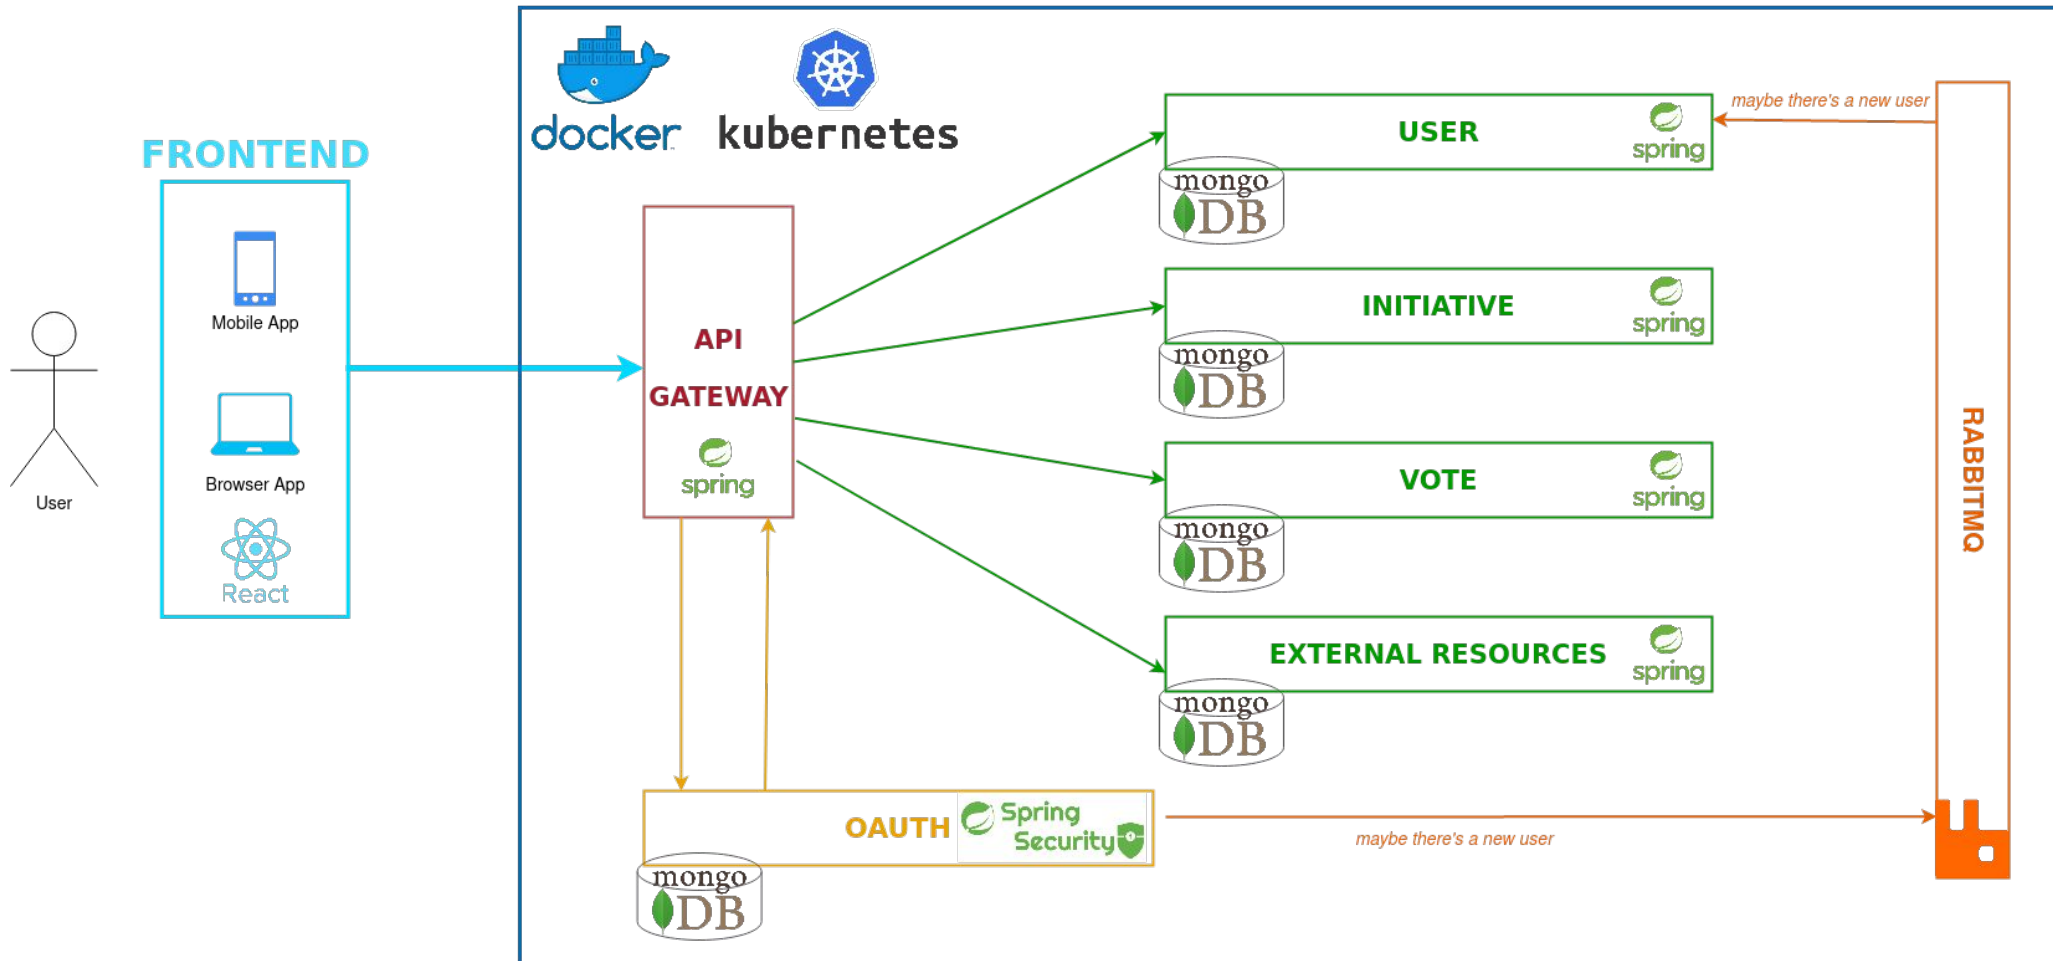 FRONTEND
Mobile App
Browser App
React
User
docker
kubernetes
API
GATEWAY
spring
USER
spring
mongo
DB
INITIATIVE
spring
mongo
DB
VOTE
spring
mongo
DB
EXTERNAL RESOURCES
spring
mongo
DB
OAUTH
Spring
Security
mongo
DB
maybe there's a new user
maybe there's a new user
RABBITMQ